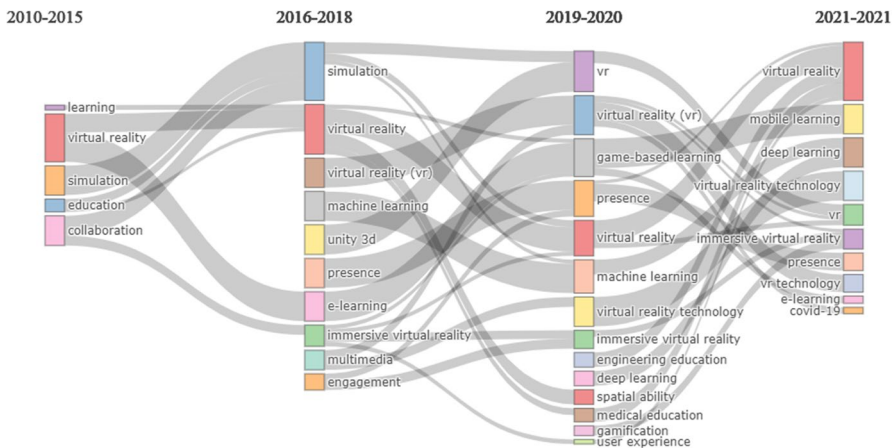 2010-2015
2016-2018
2019-2020
2021-2021
learning
virtual reality
simulation
education
collaboration
simulation
virtual reality
virtual reality (vr)
machine learning
unity 3d
presence
e-learning
immersive virtual reality
multimedia
engagement
vr
virtual reality (vr)
game-based learning
presence
virtual reality
machine learning
virtual reality technology
immersive virtual reality
engineering education
deep learning
spatial ability
medical education
gamification
user experience
virtual reality
mobile learning
deep learning
virtual reality technology
vr
immersive virtual reality
presence
vr technology
e-learning
covid-19